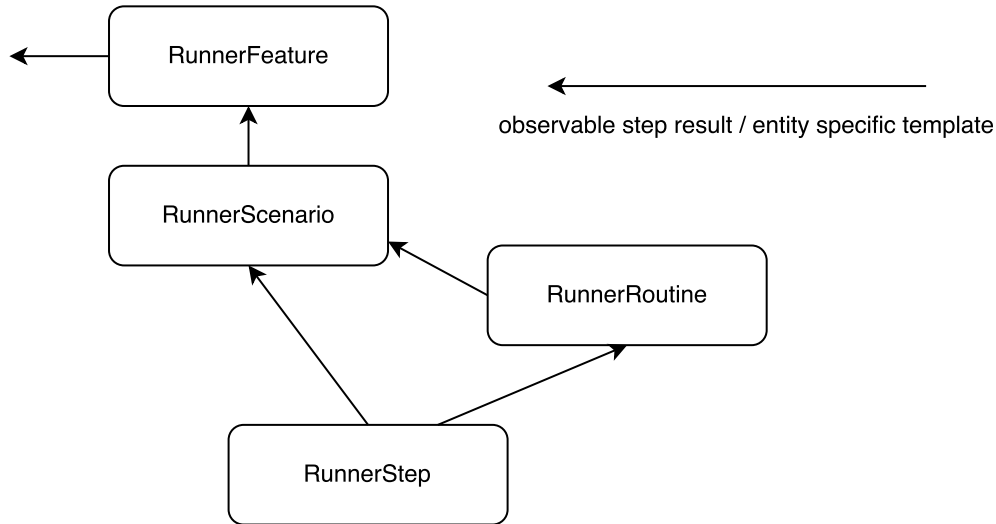 RunnerFeature
observable step result / entity specific template
RunnerScenario
RunnerRoutine
RunnerStep